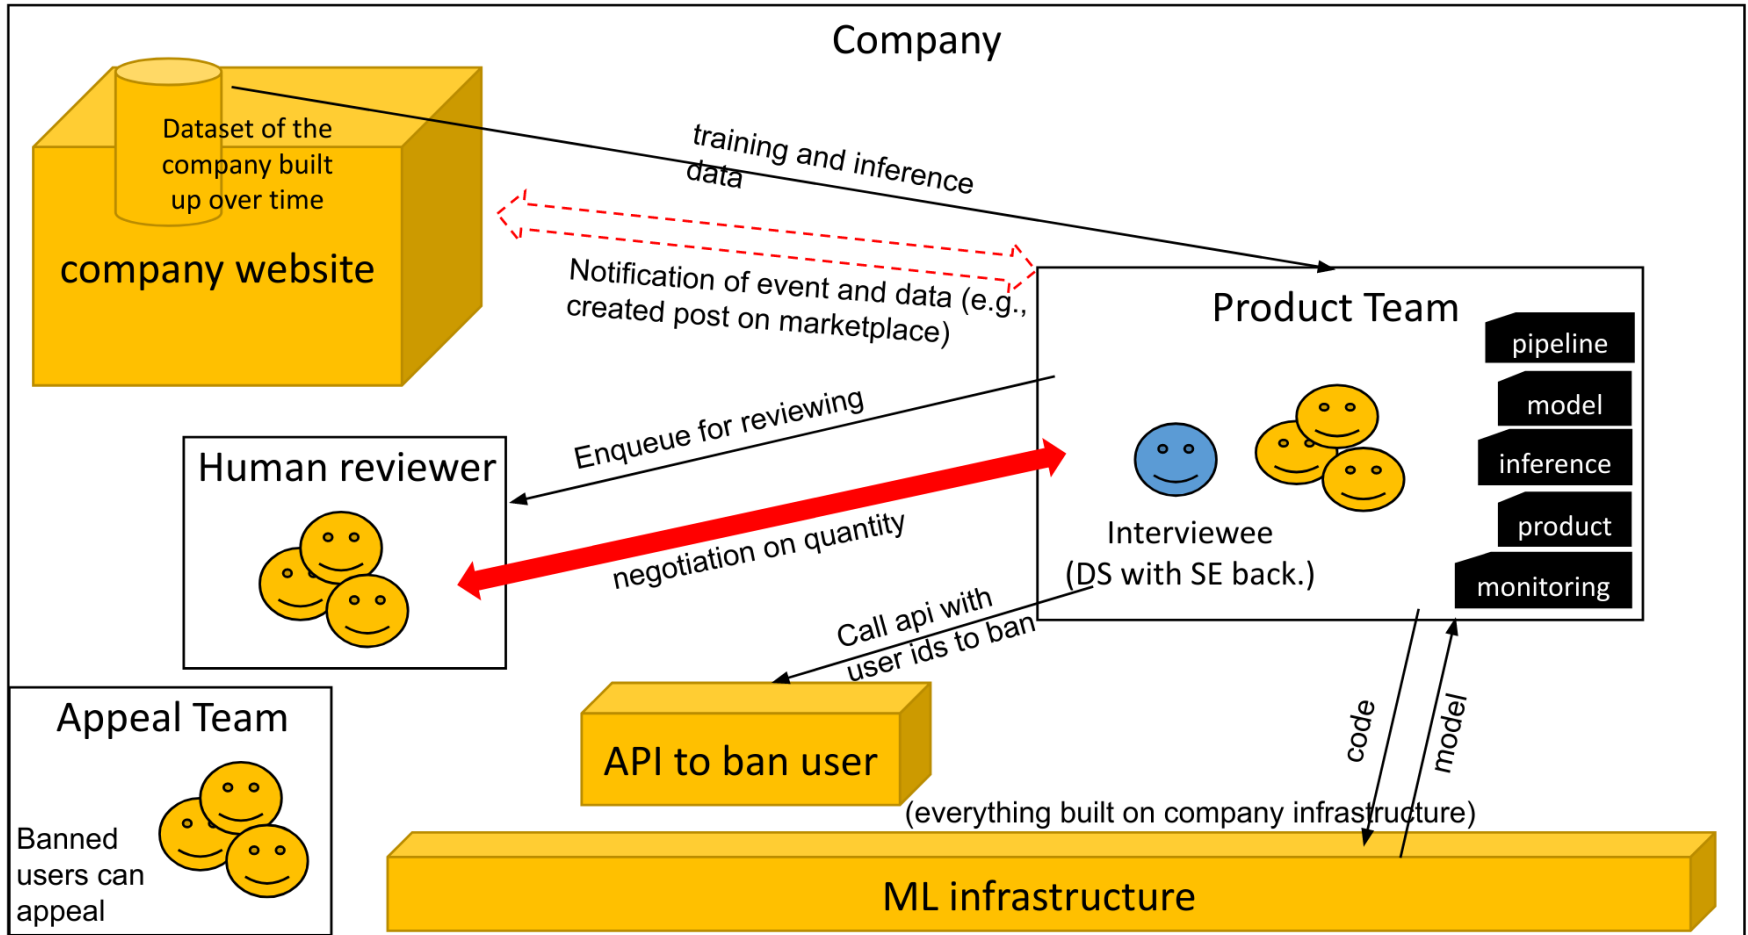 Company
Dataset of the
company built
up over time
company website
training and inference
data
Notification of event and data (e.g.,
created post on marketplace)
Product Team
pipeline
model
inference
product
monitoring
Interviewee
(DS with SE back.)
Enqueue for reviewing
Human reviewer
negotiation on quantity
Call api with
user ids to ban
API to ban user
code
model
Appeal Team
Banned
users can
appeal
(everything built on company infrastructure)
ML infrastructure